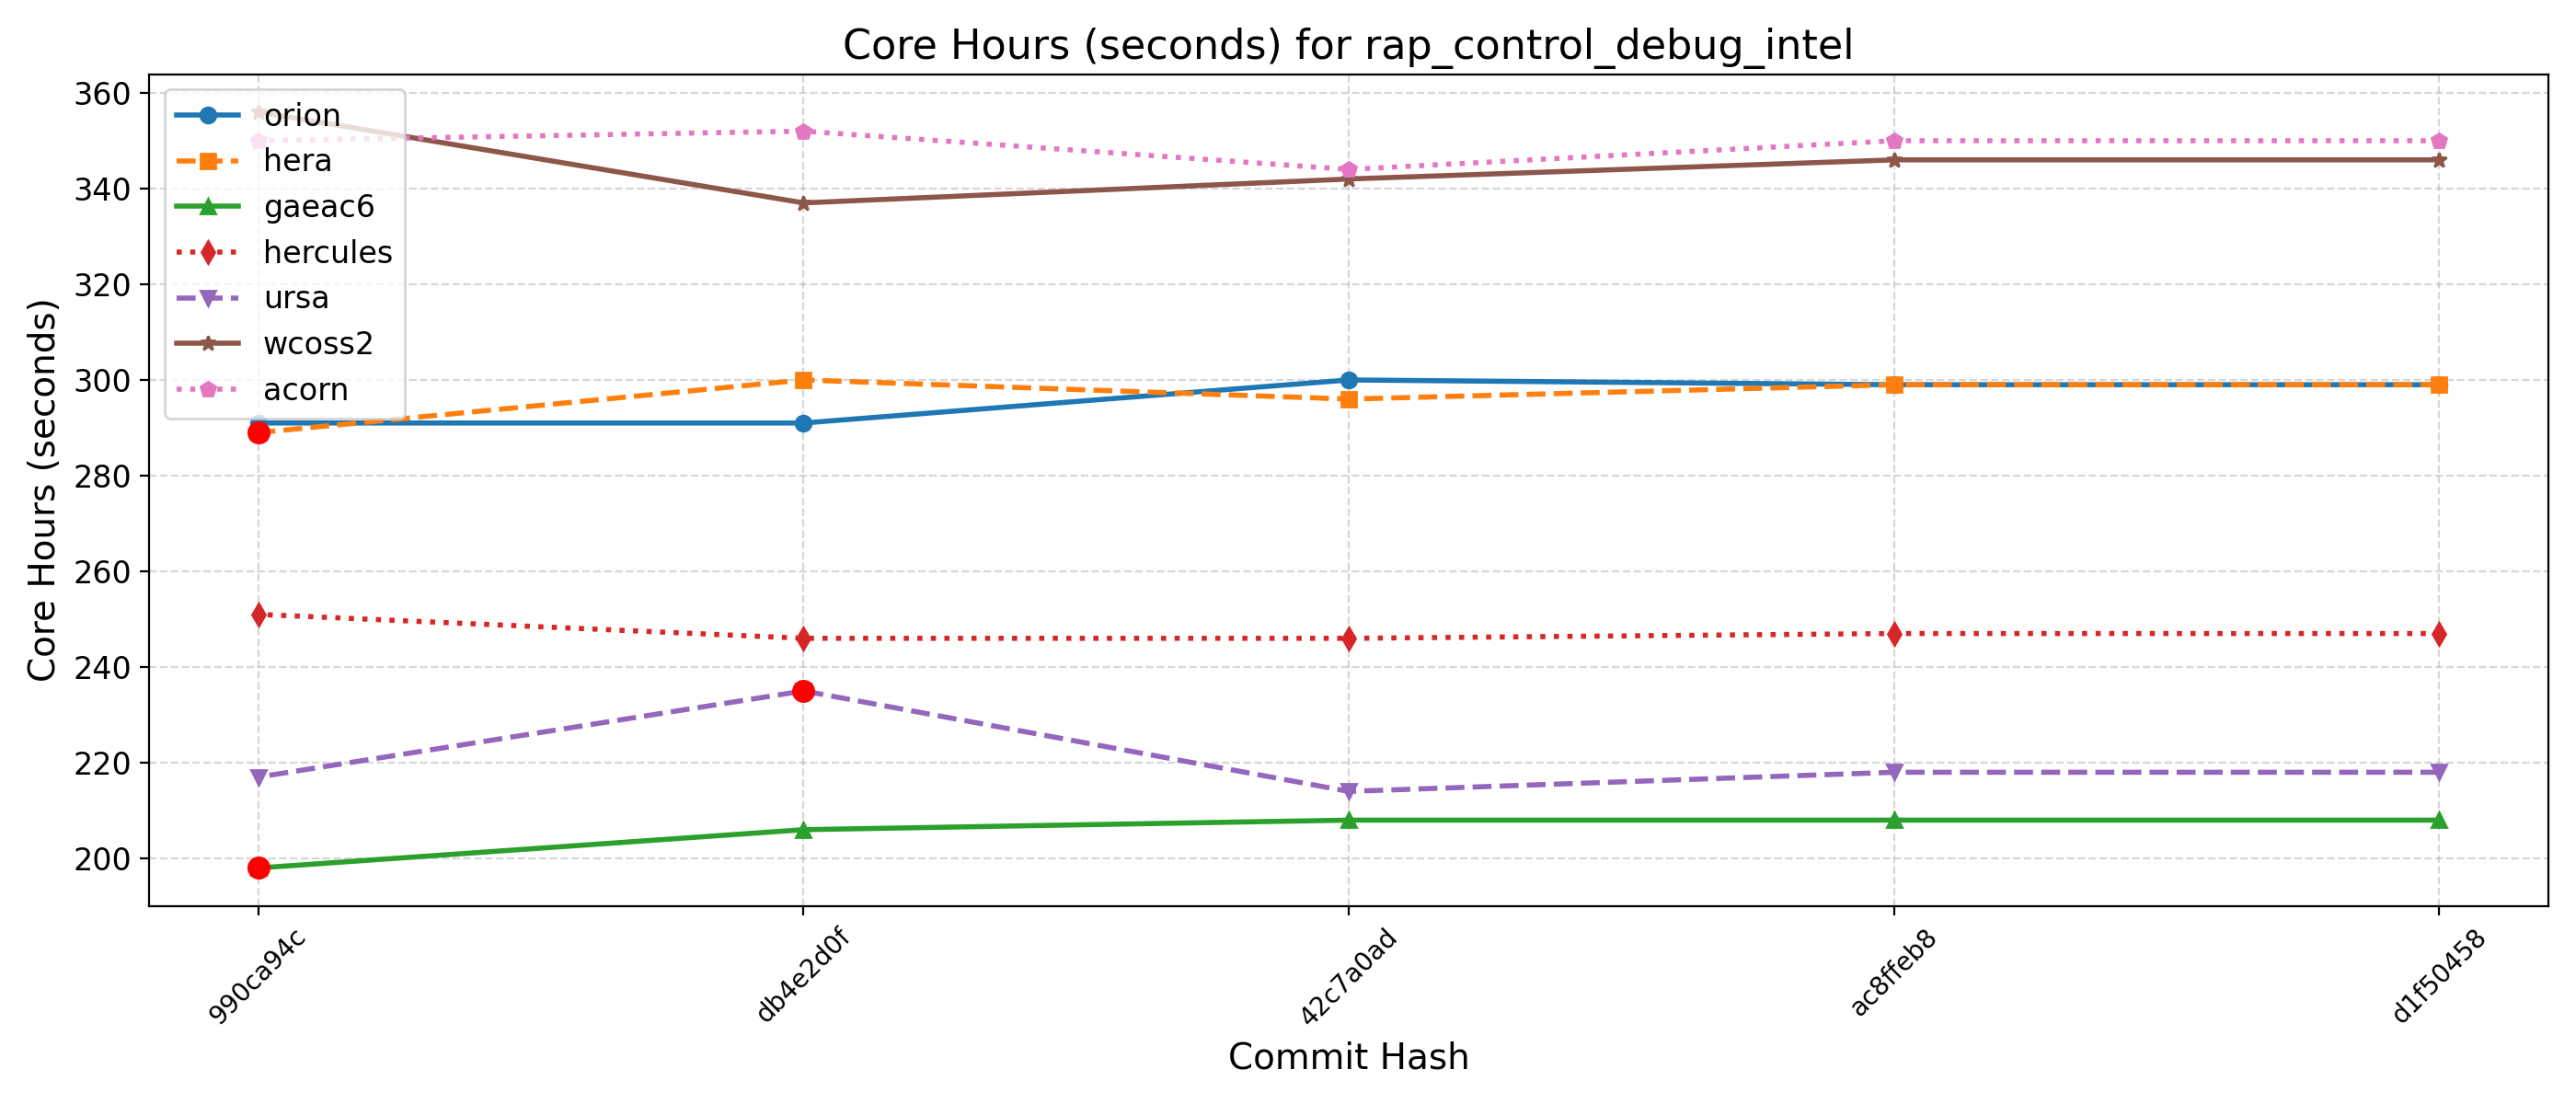 Core Hours (seconds) for rap_control_debug_intel
Core Hours (seconds)
360
340
320
300
280
260
240
220
200
orion
hera
gaeac6
hercules
ursa
wcoss2
acorn
990ca94c
db4e2d0f
42c7a0ad
ac8ffeb8
d1f50458
Commit Hash